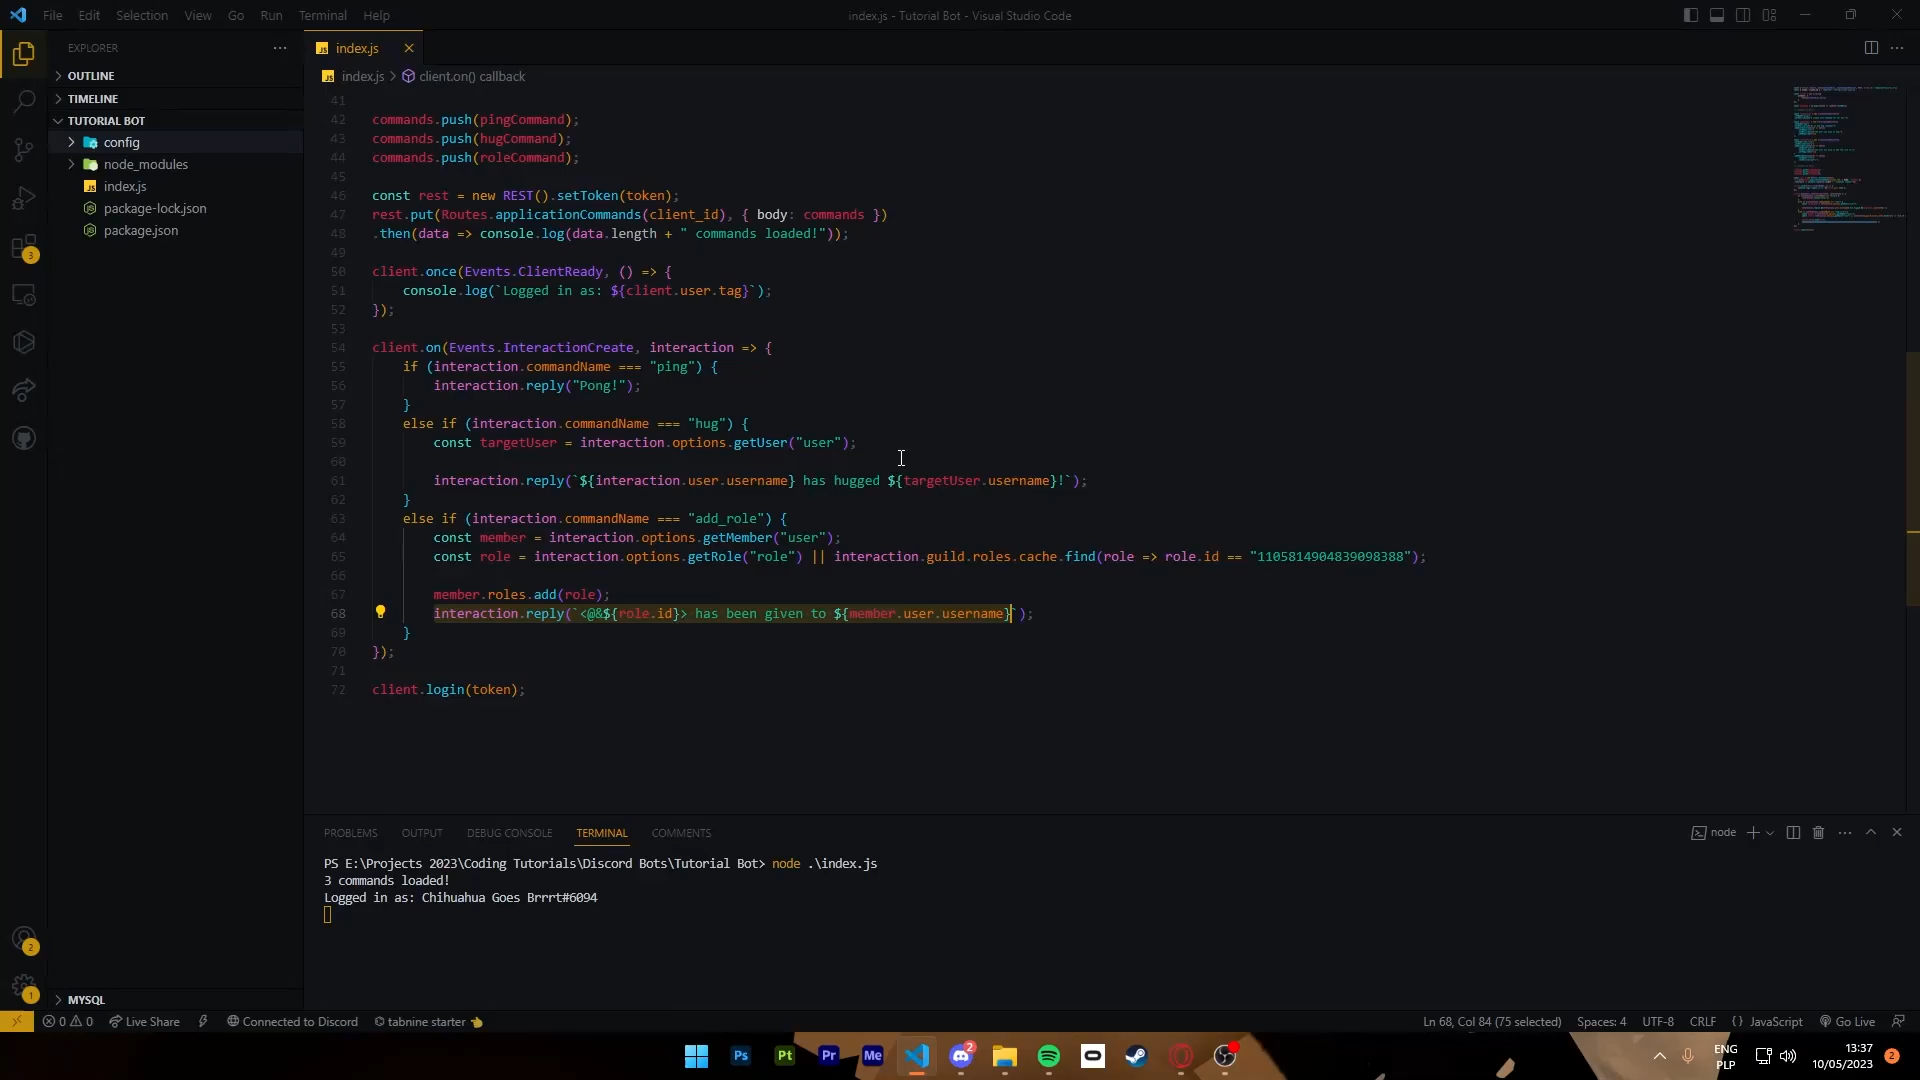 File Edit Selection View Go Run Terminal Help
index.js - Tutorial Bot - Visual Studio Code
EXPLORER
OUTLINE
TIMELINE
TUTORIAL BOT
config
node_modules
index.js
package-lock.json
package.json
MYSQL
3
2
1
JS index.js
JS index.js > client.on() callback
41
42 commands.push(pingCommand);
43 commands.push(hugCommand);
44 commands.push(roleCommand);
45
46 const rest = new REST().setToken(token);
47 rest.put(Routes.applicationCommands(client_id), { body: commands })
48 .then(data => console.log(data.length + " commands loaded!"));
49
50 client.once(Events.ClientReady, () => {
51 console.log(`Logged in as: ${client.user.tag}`);
52 });
53
54 client.on(Events.InteractionCreate, interaction => {
55 if (interaction.commandName === "ping") {
56 interaction.reply("Pong!");
57 }
58 else if (interaction.commandName === "hug") {
59 const targetUser = interaction.options.getUser("user");
60
61 interaction.reply(`${interaction.user.username} has hugged ${targetUser.username}!`);
62 }
63 else if (interaction.commandName === "add_role") {
64 const member = interaction.options.getMember("user");
65 const role = interaction.options.getRole("role") || interaction.guild.roles.cache.find(role => role.id == "1105814904839098388");
66
67 member.roles.add(role);
68 interaction.reply(`<@&${role.id}> has been given to ${member.user.username}`);
69 }
70 });
71
72 client.login(token);
PROBLEMS OUTPUT DEBUG CONSOLE TERMINAL COMMENTS
node
PS E:\Projects 2023\Coding Tutorials\Discord Bots\Tutorial Bot> node .\index.js
3 commands loaded!
Logged in as: Chihuahua Goes Brrrt#6094
0 0 Live Share Connected to Discord tabnine starter
Ln 68, Col 84 (75 selected) Spaces: 4 UTF-8 CRLF {} JavaScript Go Live
Ps Pt Pr Me 2
ENG
PLP
13:37
10/05/2023
2